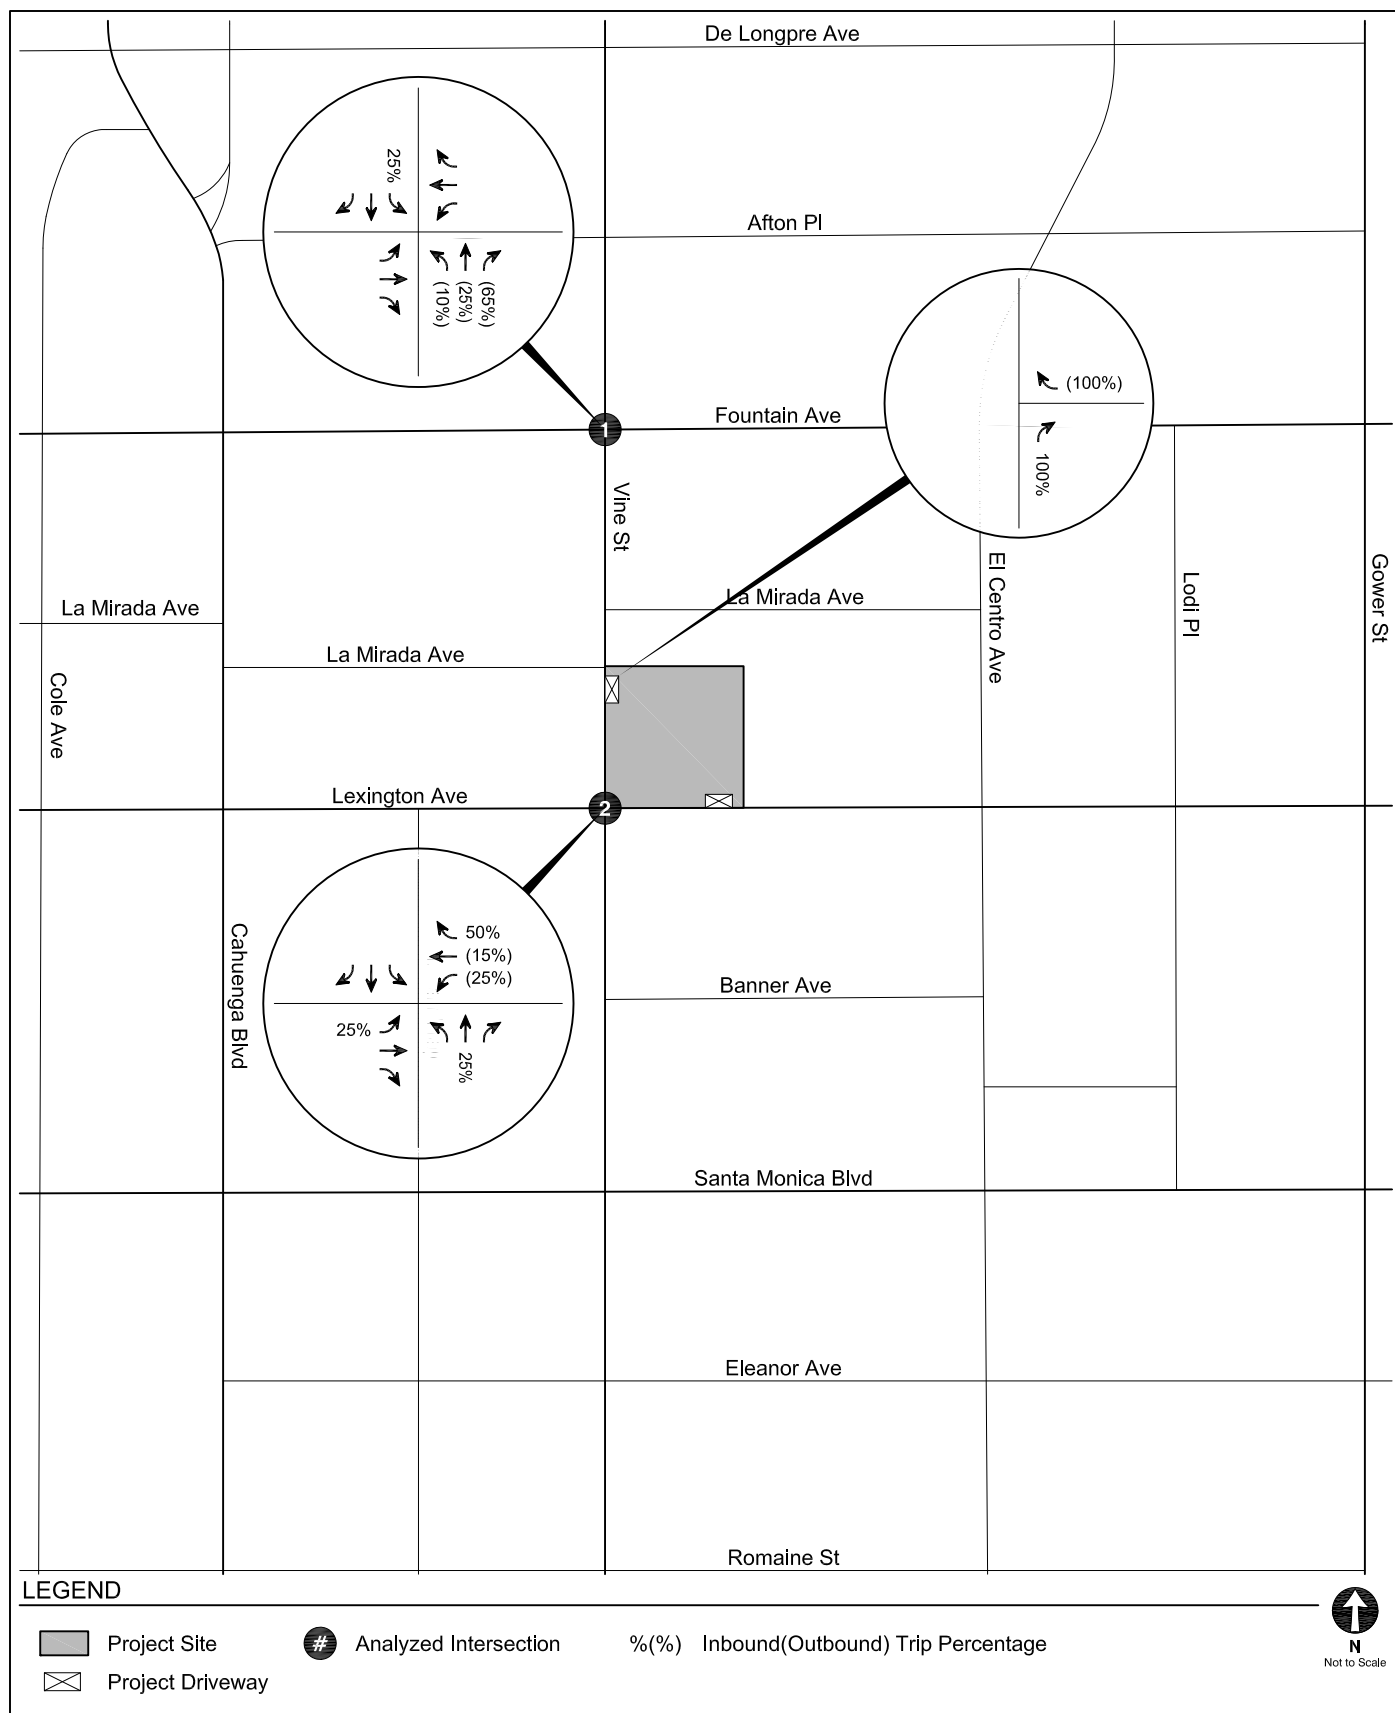 De Longpre Ave
25%
Afton Pl
(10%)
(25%)
(65%)
(100%)
100%
Fountain Ave
1
Vine St
El Centro Ave
Lodi Pl
Gower St
La Mirada Ave
La Mirada Ave
La Mirada Ave
Cole Ave
Lexington Ave
2
Cahuenga Blvd
50%
(15%)
(25%)
25%
25%
Banner Ave
Santa Monica Blvd
Eleanor Ave
Romaine St
LEGEND
Project Site
# Analyzed Intersection
%(%) Inbound(Outbound) Trip Percentage
Project Driveway
N
Not to Scale